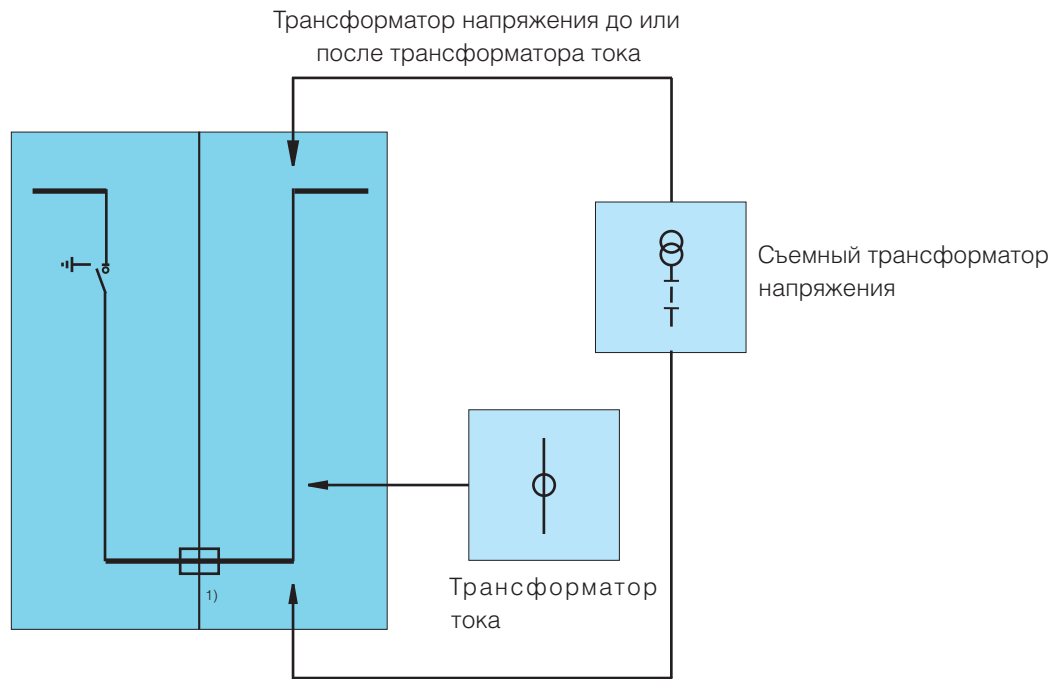 Трансформатор напряжения до или
после трансформатора тока
Съемный трансформатор
напряжения
Трансформатор
тока
1)